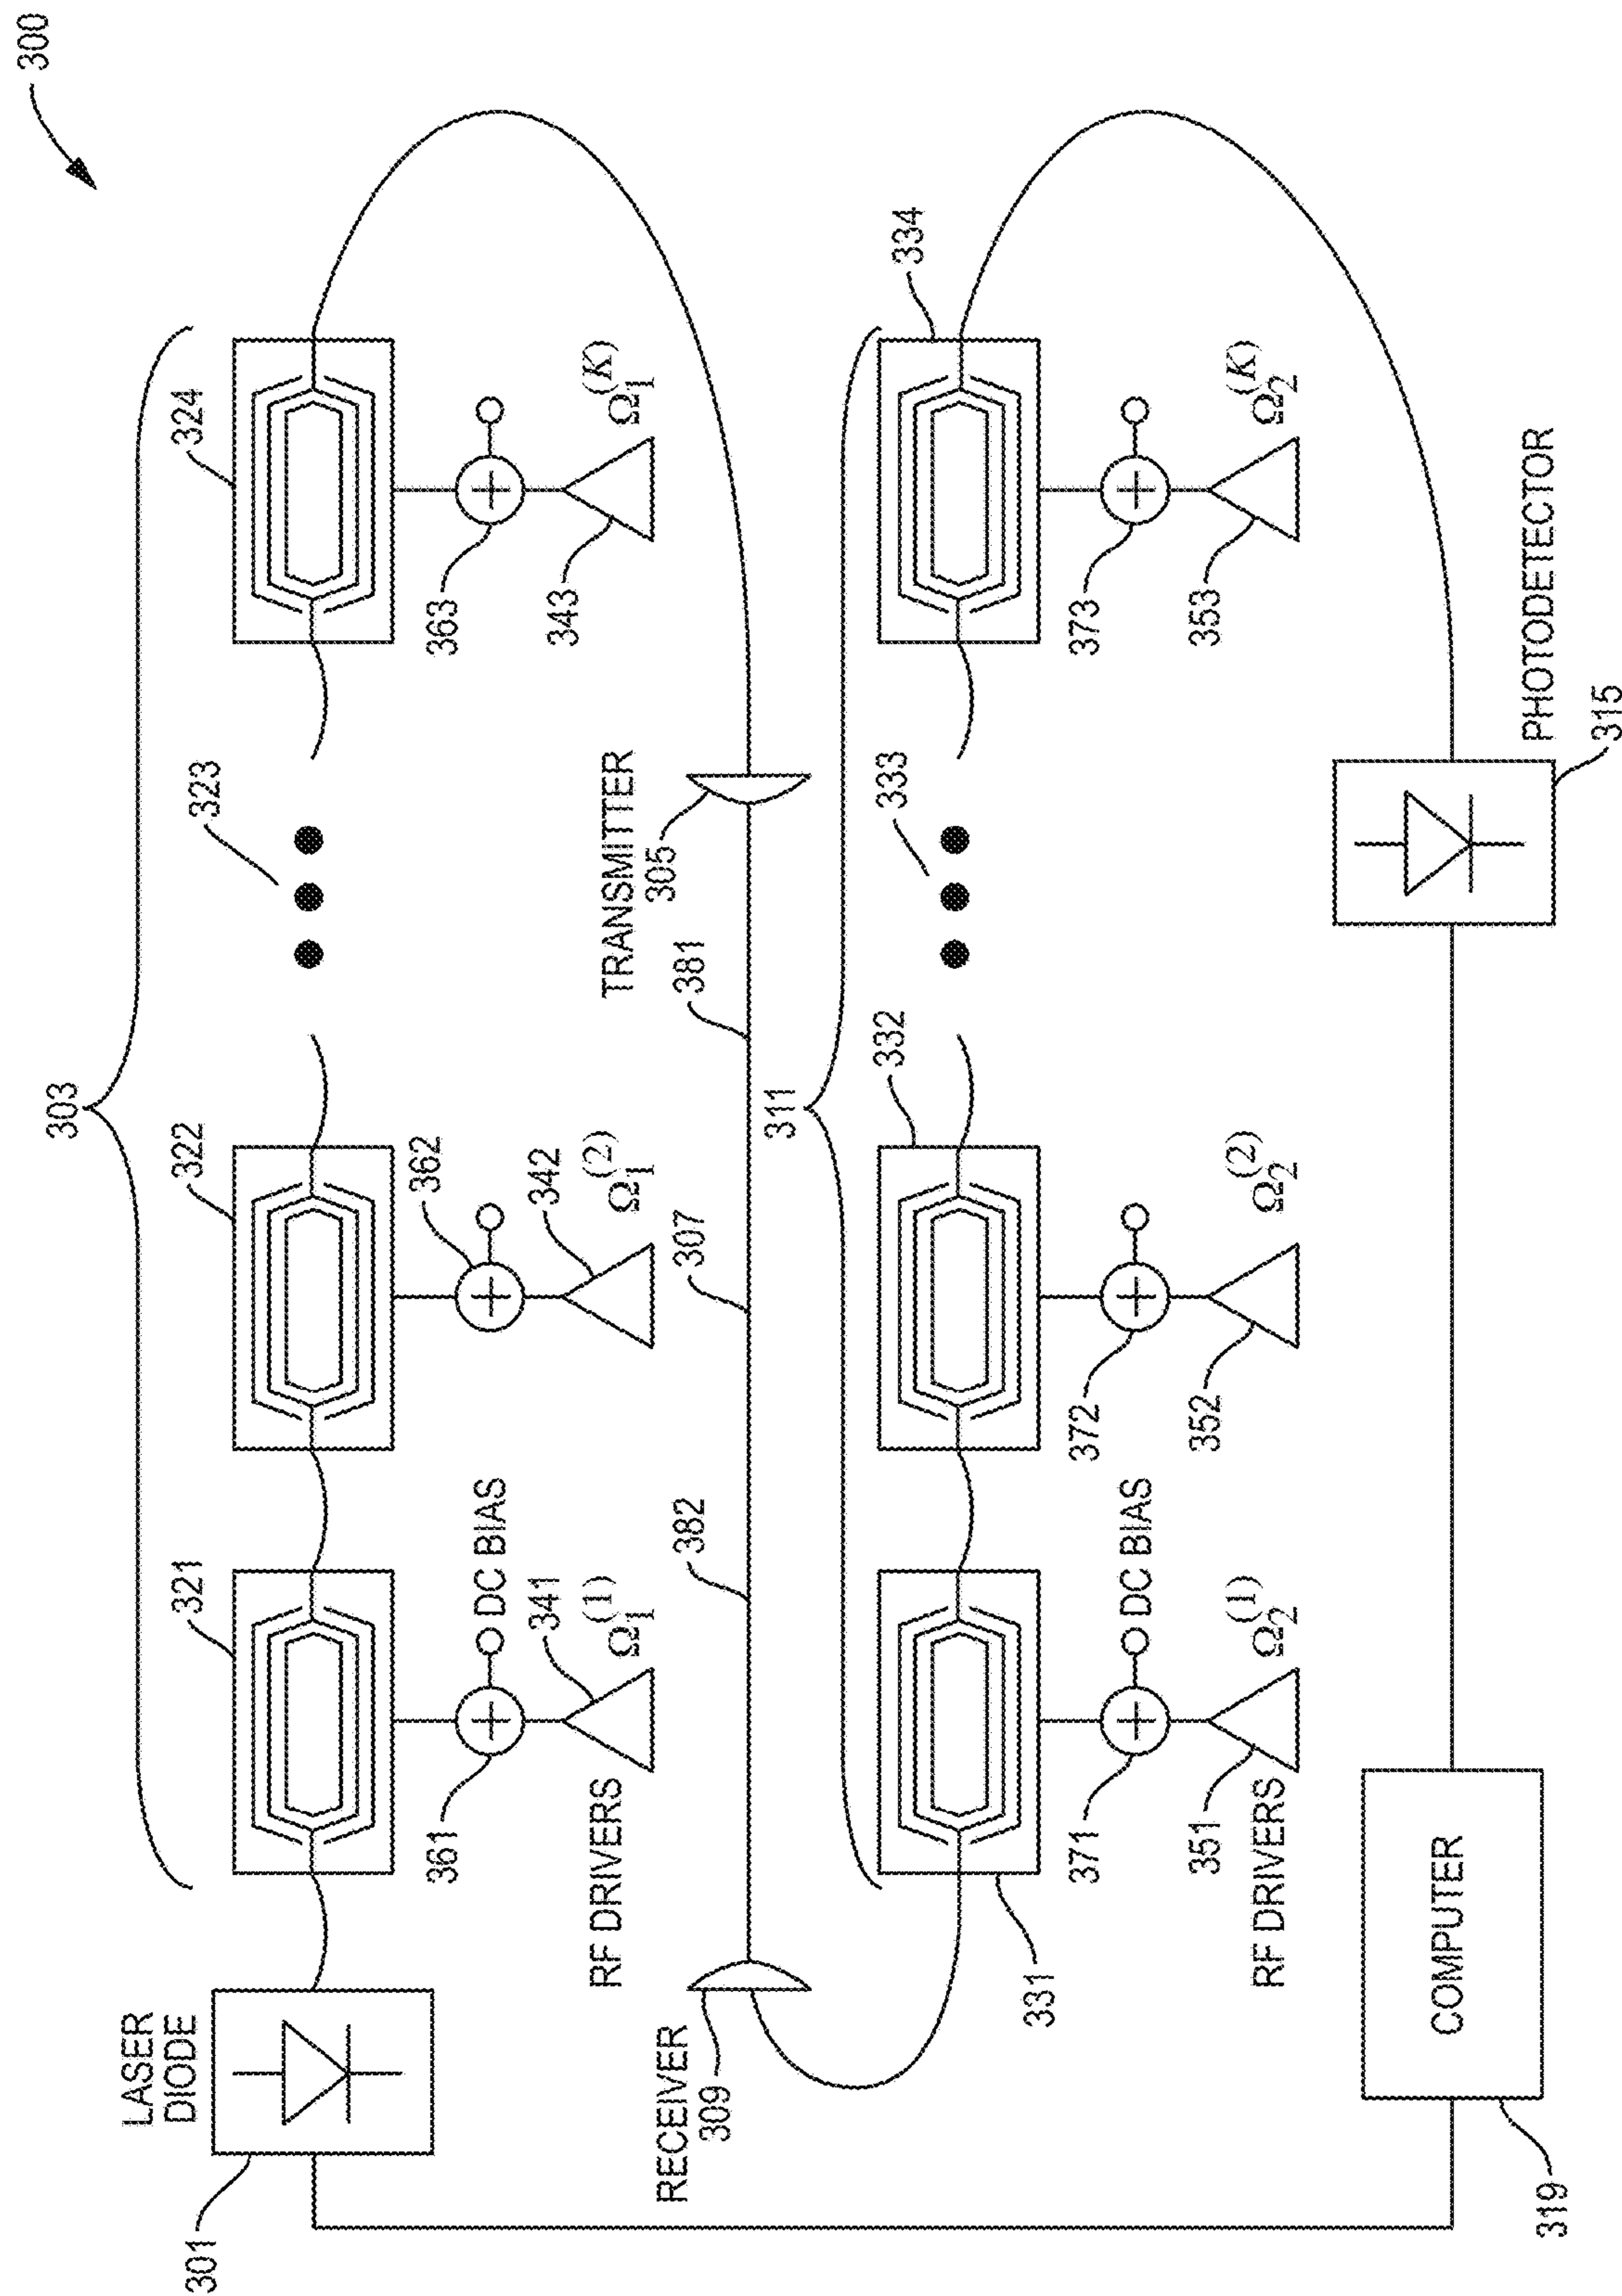 300
303
321
322
323
324
LASER
DIODE
301
361
DC BIAS
362
363
341
342
343
RF DRIVERS
Ω₁⁽¹⁾
Ω₁⁽²⁾
Ω₁⁽ᴷ⁾
RECEIVER
309
382
307
381
TRANSMITTER
305
311
331
332
333
334
371
DC BIAS
372
373
351
352
353
RF DRIVERS
Ω₂⁽¹⁾
Ω₂⁽²⁾
Ω₂⁽ᴷ⁾
COMPUTER
319
PHOTODETECTOR
315